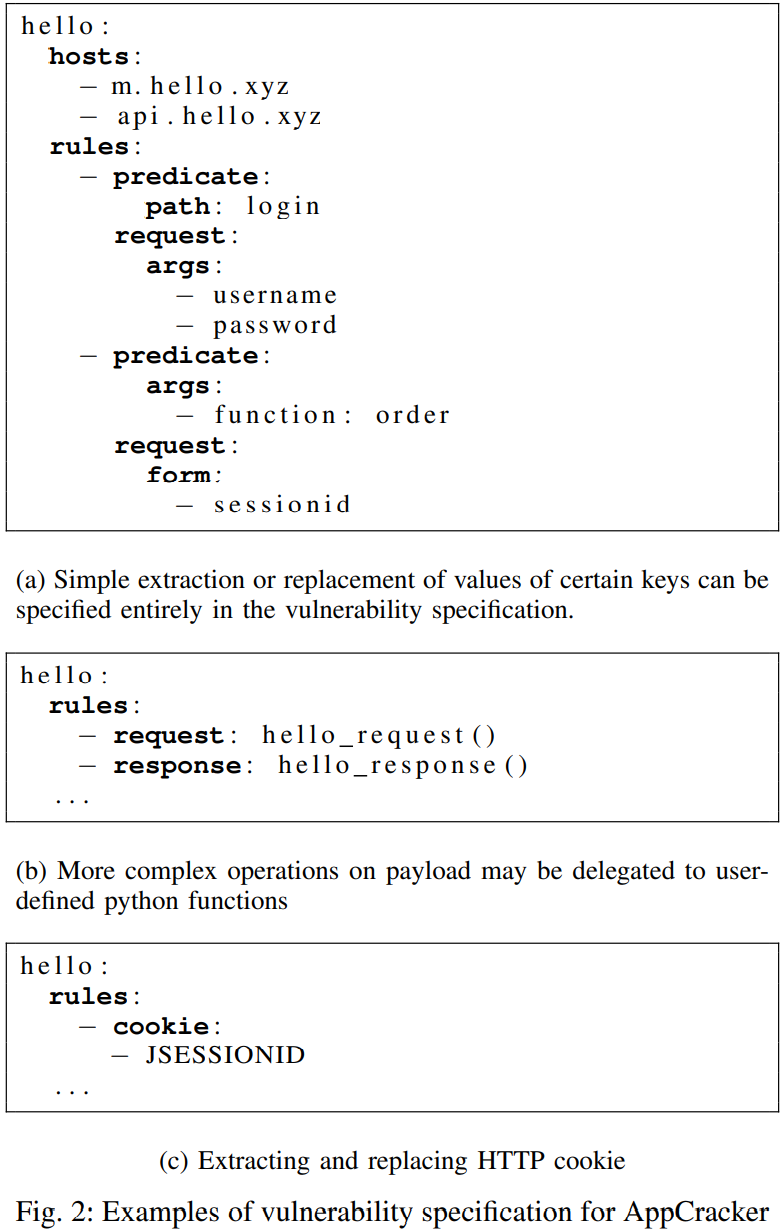 hello:
hosts:
– m.hello.xyz
– api.hello.xyz
rules:
– predicate:
path: login
request:
args:
– username
– password
– predicate:
args:
– function: order
request:
form:
– sessionid
(a) Simple extraction or replacement of values of certain keys can be
specified entirely in the vulnerability specification.
hello:
rules:
– request: hello_request()
– response: hello_response()
...
(b) More complex operations on payload may be delegated to user-
defined python functions
hello:
rules:
– cookie:
– JSESSIONID
...
(c) Extracting and replacing HTTP cookie
Fig. 2: Examples of vulnerability specification for AppCracker